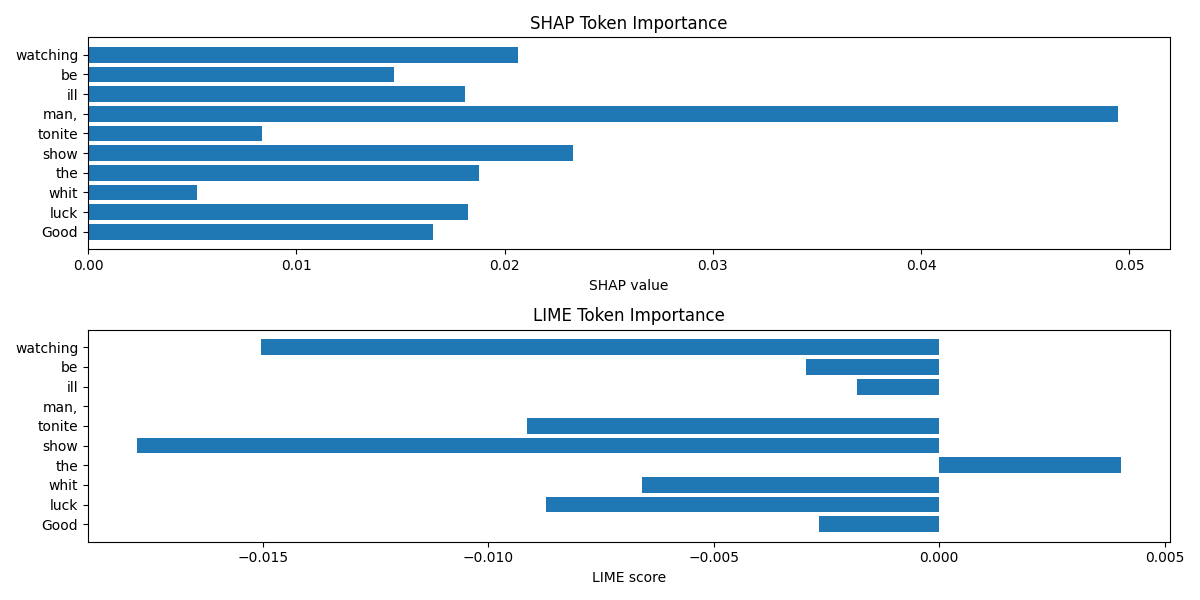 SHAP Token Importance
watching
be
ill
man,
tonite
show
the
whit
luck
Good
0.00 0.01 0.02 0.03 0.04 0.05
SHAP value
LIME Token Importance
watching
be
ill
man,
tonite
show
the
whit
luck
Good
−0.015 −0.010 −0.005 0.000 0.005
LIME score